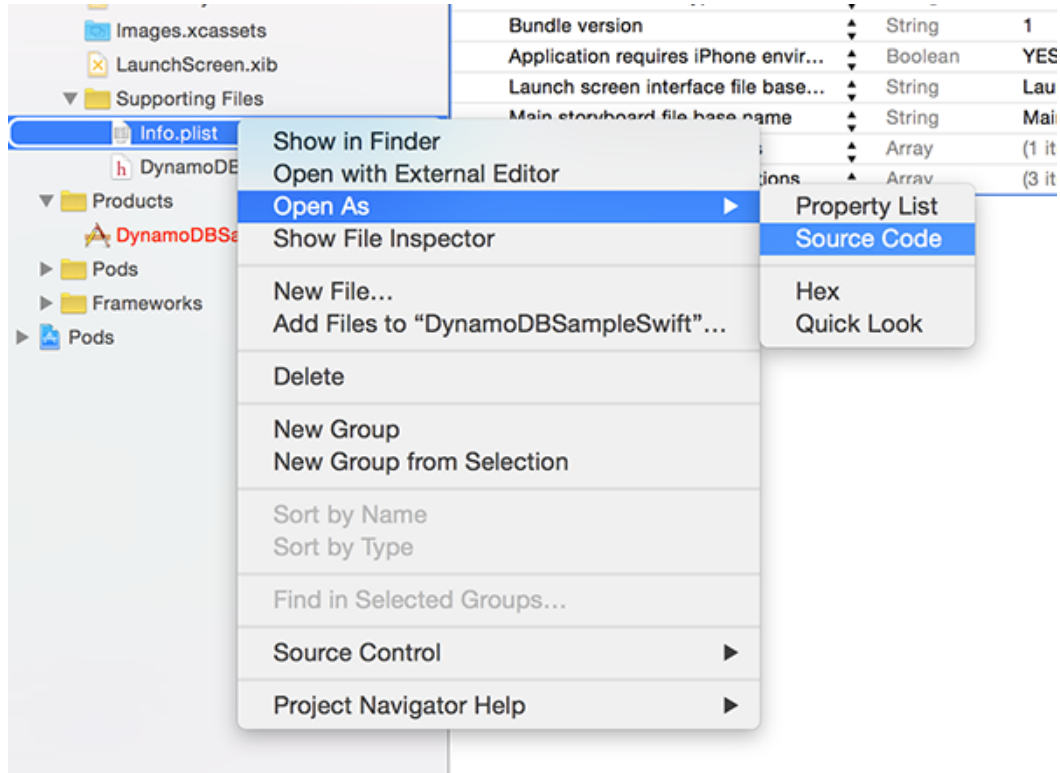 Images.xcassets
LaunchScreen.xib
Supporting Files
Info.plist
h DynamoDB
Products
DynamoDBSa
Pods
Frameworks
Pods
Bundle version String 1
Application requires iPhone envir... Boolean YES
Launch screen interface file base... String Lau
Main storyboard file base name String Mai
Array (1 it
Array (3 it
Show in Finder
Open with External Editor
Open As
Show File Inspector
New File...
Add Files to “DynamoDBSampleSwift”...
Delete
New Group
New Group from Selection
Sort by Name
Sort by Type
Find in Selected Groups...
Source Control
Project Navigator Help
Property List
Source Code
Hex
Quick Look